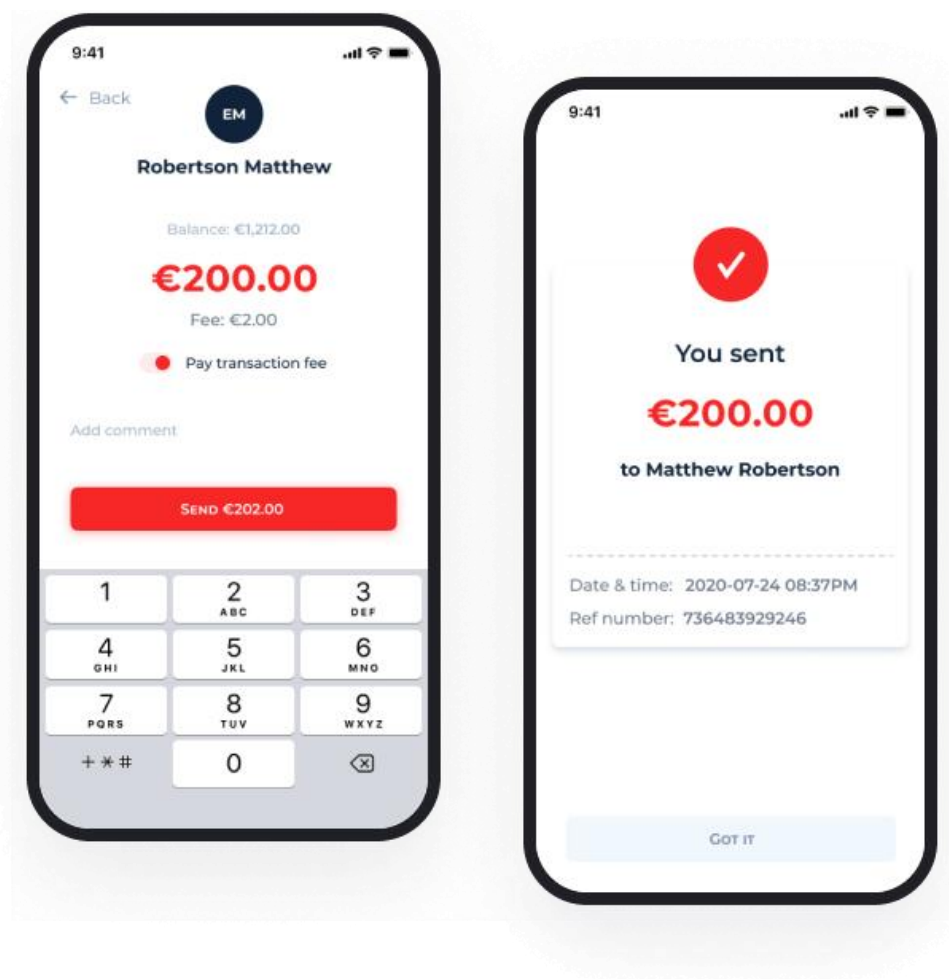 9:41
← Back
EM
Robertson Matthew
Balance: €1,212.00
€200.00
Fee: €2.00
Pay transaction fee
Add comment
SEND €202.00
1 2 3
ABC DEF
4 5 6
GHI JKL MNO
7 8 9
PQRS TUV WXYZ
+*# 0
9:41
You sent
€200.00
to Matthew Robertson
Date & time: 2020-07-24 08:37PM
Ref number: 736483929246
GOT IT